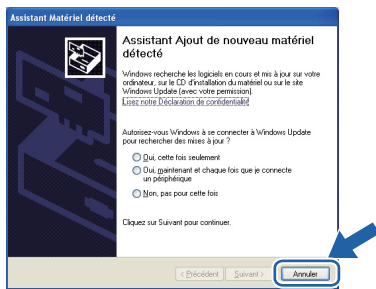 Assistant Matériel détecté
Assistant Ajout de nouveau matériel
détecté
Windows recherche les logiciels en cours et mis à jour sur votre
ordinateur, sur le CD d'installation du matériel ou sur le site
Windows Update (avec votre permission).
Lisez notre Déclaration de confidentialité
Autorisez-vous Windows à se connecter à Windows Update
pour rechercher des mises à jour ?
Oui, cette fois seulement
Oui, maintenant et chaque fois que je connecte
un périphérique
Non, pas pour cette fois
Cliquez sur Suivant pour continuer.
< Précédent Suivant > Annuler